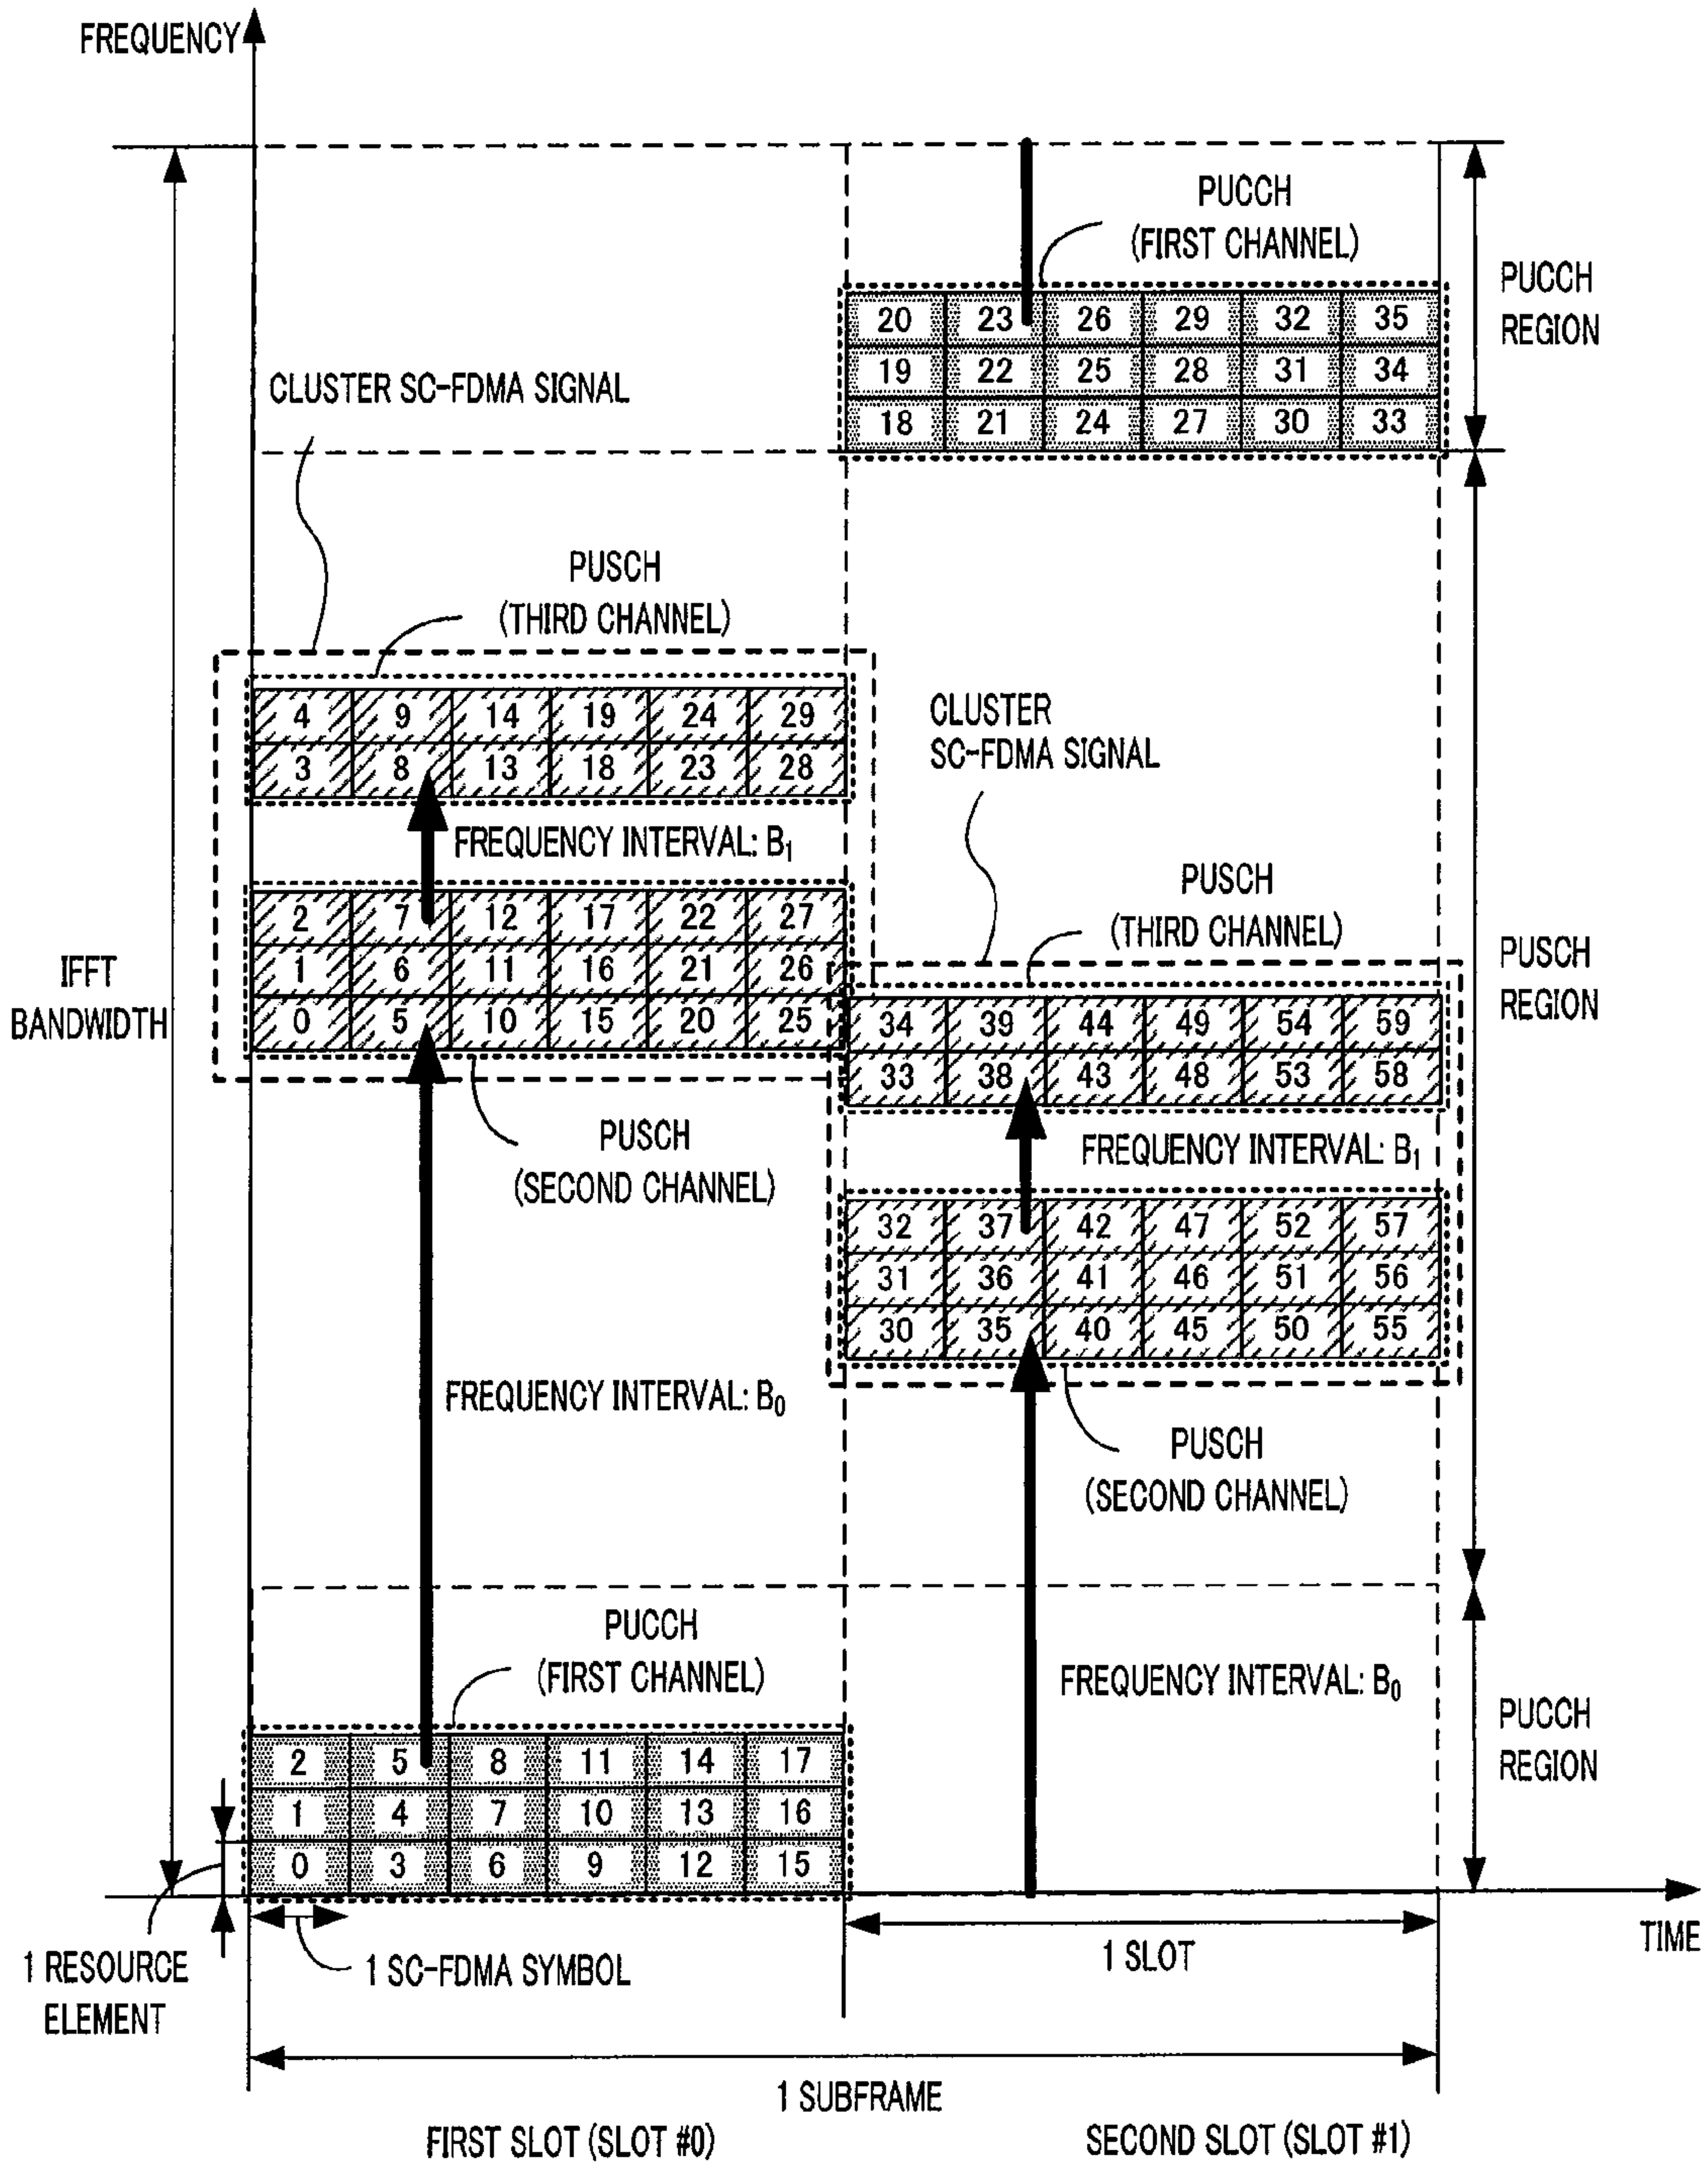 FREQUENCY
PUCCH
(FIRST CHANNEL)
PUCCH
REGION
20 23 26 29 32 35
19 22 25 28 31 34
18 21 24 27 30 33
CLUSTER SC-FDMA SIGNAL
PUSCH
(THIRD CHANNEL)
4 9 14 19 24 29
3 8 13 18 23 28
CLUSTER
SC-FDMA SIGNAL
FREQUENCY INTERVAL: B1
PUSCH
(THIRD CHANNEL)
2 7 12 17 22 27
1 6 11 16 21 26
0 5 10 15 20 25
IFFT
BANDWIDTH
PUSCH
REGION
34 39 44 49 54 59
33 38 43 48 53 58
PUSCH
(SECOND CHANNEL)
FREQUENCY INTERVAL: B1
32 37 42 47 52 57
31 36 41 46 51 56
30 35 40 45 50 55
FREQUENCY INTERVAL: B0
PUSCH
(SECOND CHANNEL)
PUCCH
(FIRST CHANNEL)
FREQUENCY INTERVAL: B0
PUCCH
REGION
2 5 8 11 14 17
1 4 7 10 13 16
0 3 6 9 12 15
TIME
1 RESOURCE
ELEMENT
1 SC-FDMA SYMBOL
1 SLOT
1 SUBFRAME
FIRST SLOT (SLOT #0)
SECOND SLOT (SLOT #1)